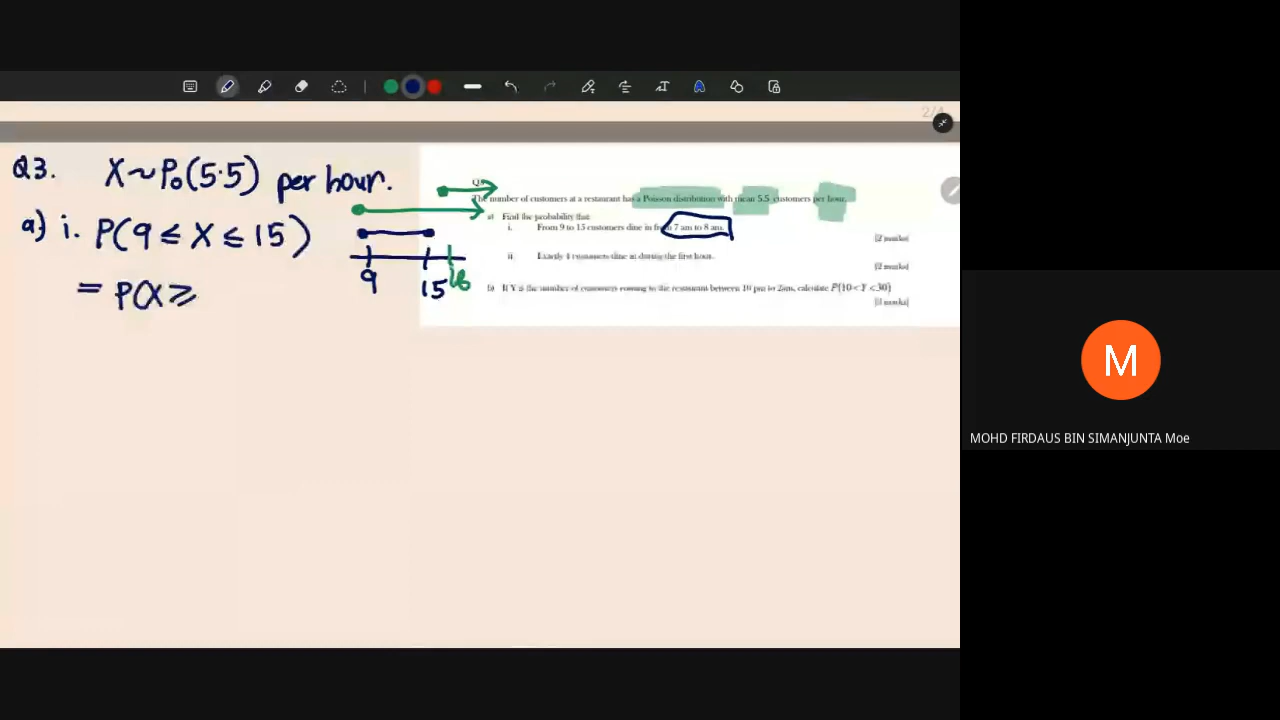 2/4
Q3. X~Po(5.5) per hour.
a) i. P(9 ≤ X ≤ 15)
= P(X ≥
9 15 16
The number of customers at a restaurant has a Poisson distribution with mean 5.5 customers per hour.
a) Find the probability that
i. From 9 to 15 customers dine in from 7 am to 8 am.
[2 marks]
ii. Exactly 4 customers dine in during the first hour.
[2 marks]
b) If Y is the number of customers coming to the restaurant between 10 pm to 2am, calculate P(10 < Y < 30)
marks]
M
MOHD FIRDAUS BIN SIMANJUNTA Moe